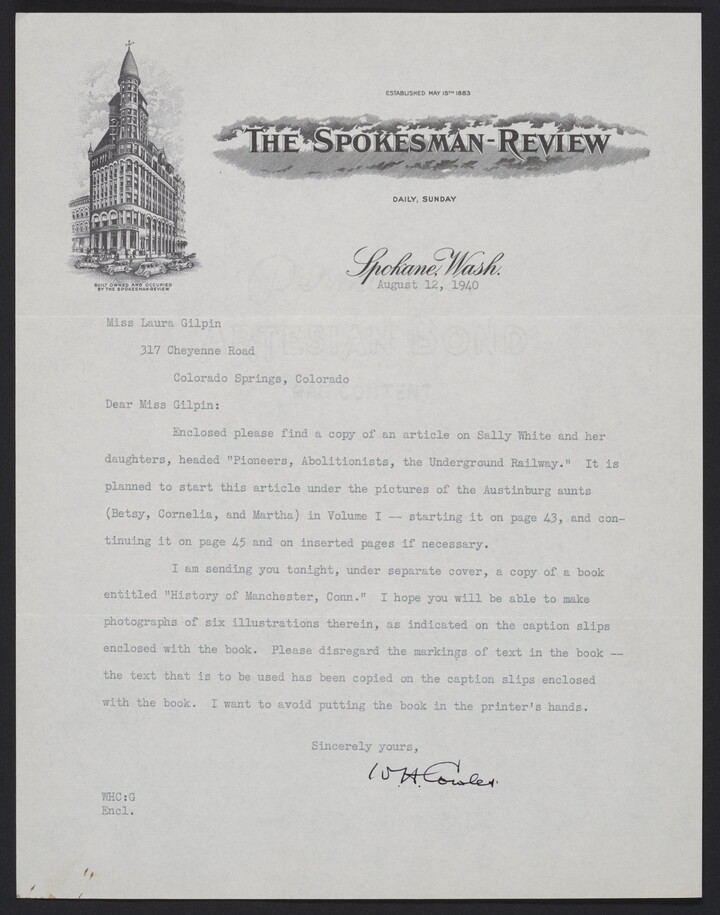 ESTABLISHED MAY 15TH 1883
THE SPOKESMAN-REVIEW
DAILY, SUNDAY
BUILT OWNED AND OCCUPIED
BY THE SPOKESMAN-REVIEW
Spokane, Wash.
August 12, 1940
Miss Laura Gilpin
317 Cheyenne Road
Colorado Springs, Colorado
Dear Miss Gilpin:
Enclosed please find a copy of an article on Sally White and her
daughters, headed "Pioneers, Abolitionists, the Underground Railway." It is
planned to start this article under the pictures of the Austinburg aunts
(Betsy, Cornelia, and Martha) in Volume I -- starting it on page 43, and con-
tinuing it on page 45 and on inserted pages if necessary.
I am sending you tonight, under separate cover, a copy of a book
entitled "History of Manchester, Conn." I hope you will be able to make
photographs of six illustrations therein, as indicated on the caption slips
enclosed with the book. Please disregard the markings of text in the book --
the text that is to be used has been copied on the caption slips enclosed
with the book. I want to avoid putting the book in the printer's hands.
Sincerely yours,
W. H. Cowles.
WHC:G
Encl.
ARTESIAN BOND
RAG CONTENT